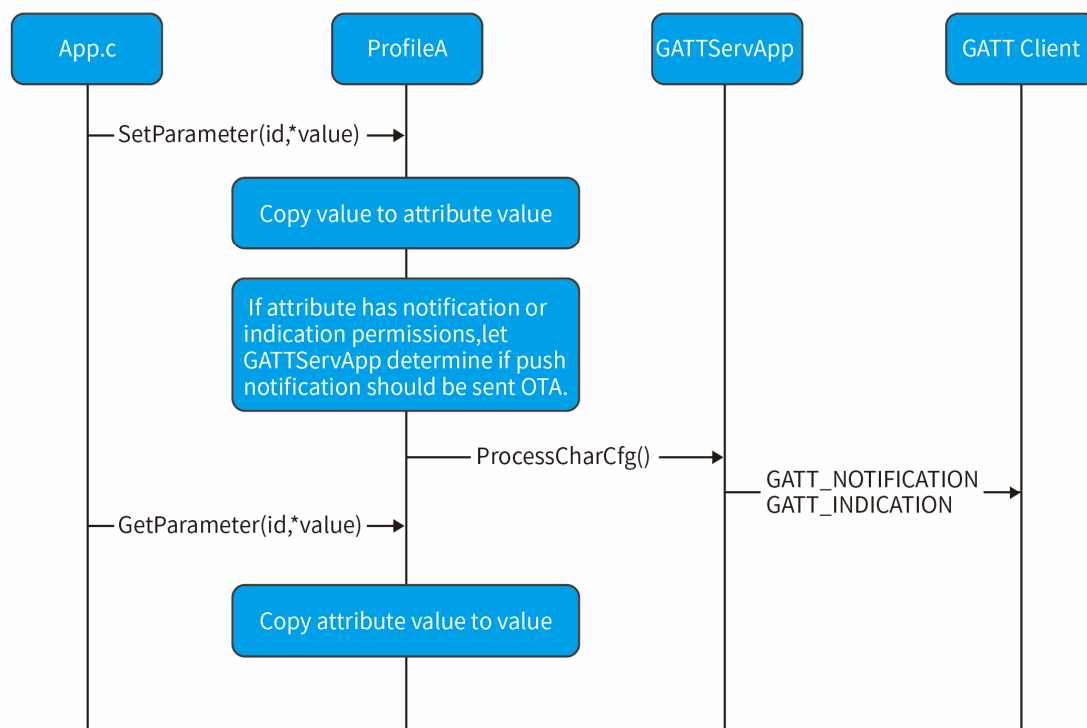 App.c
ProfileA
GATTServApp
GATT Client
SetParameter(id,*value)
Copy value to attribute value
If attribute has notification or
indication permissions,let
GATTServApp determine if push
notification should be sent OTA.
ProcessCharCfg()
GATT_NOTIFICATION
GATT_INDICATION
GetParameter(id,*value)
Copy attribute value to value